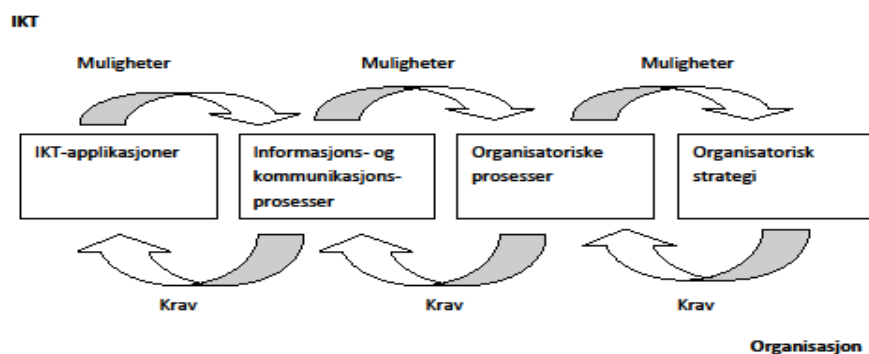 IKT
Muligheter
Muligheter
Muligheter
IKT-applikasjoner
Informasjons- og
kommunikasjons-
prosesser
Organisatoriske
prosesser
Organisatorisk
strategi
Krav
Krav
Krav
Organisasjon